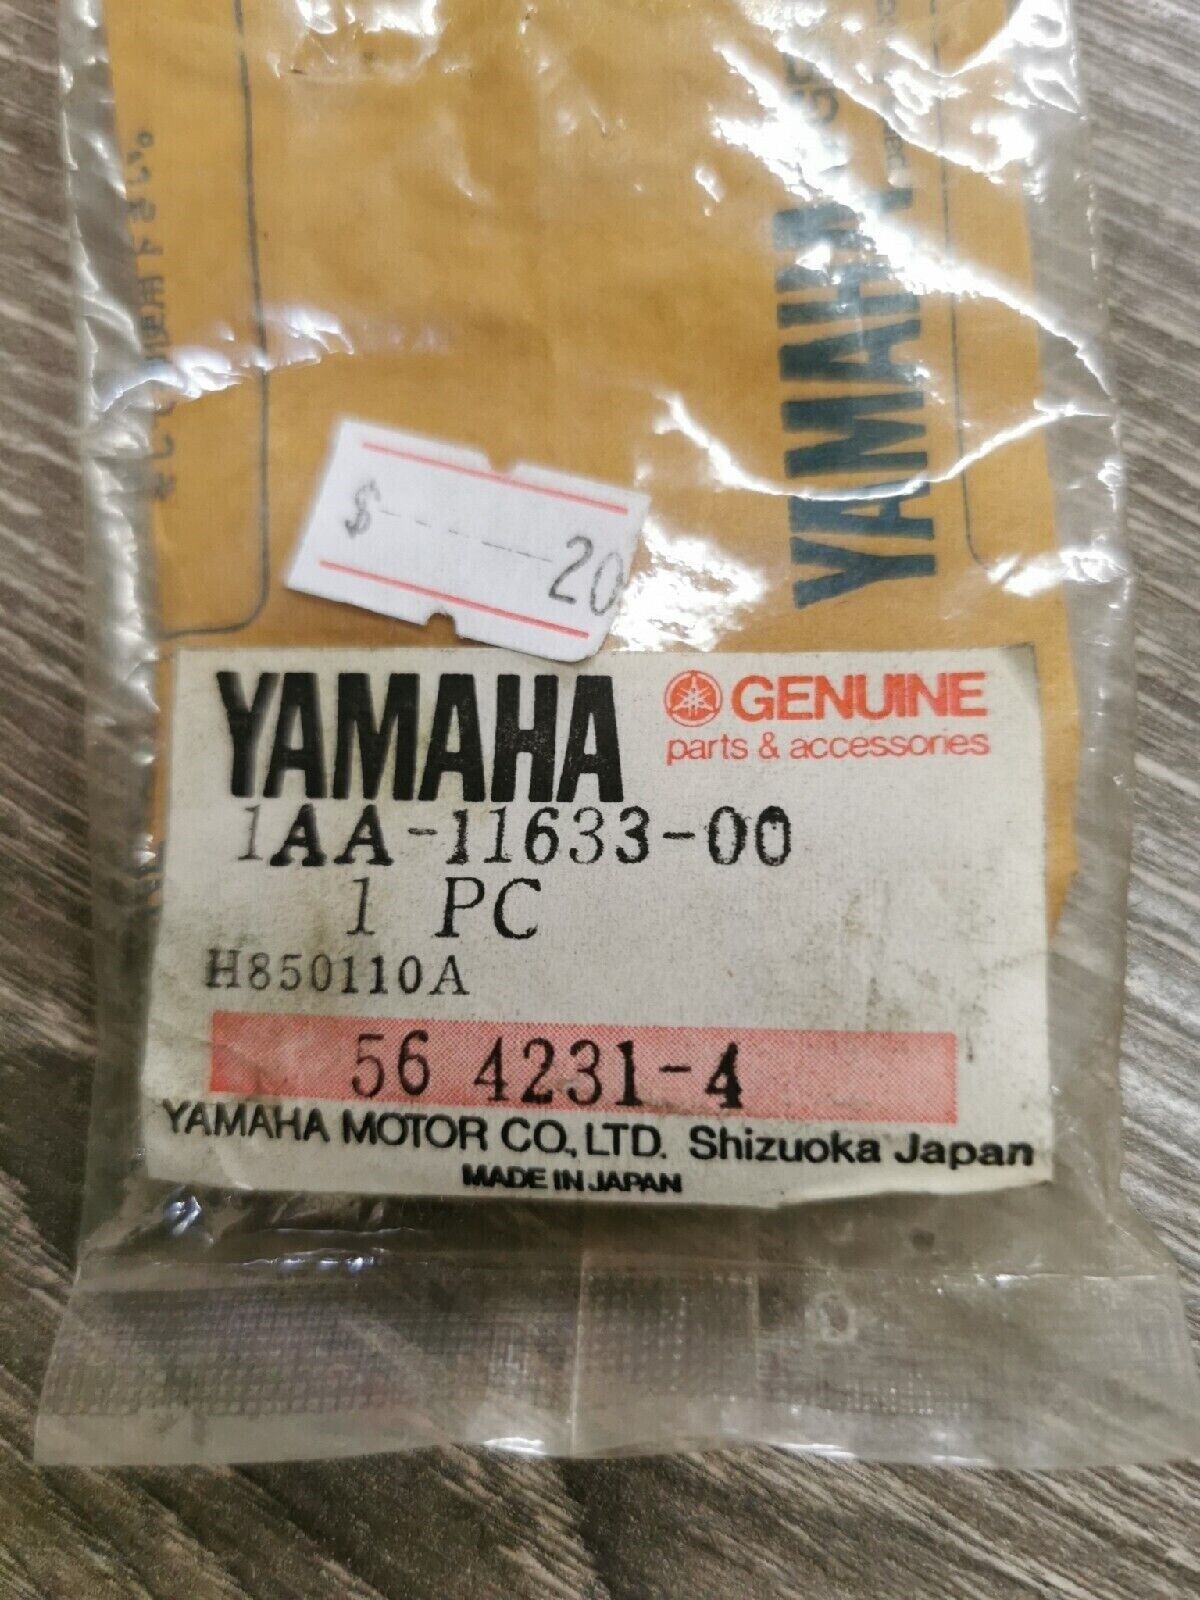 YAMAHA
$-------20
YAMAHA GENUINE
parts & accessories
1AA-11633-00
1 PC
H850110A
56 4231-4
YAMAHA MOTOR CO., LTD. Shizuoka Japan
MADE IN JAPAN